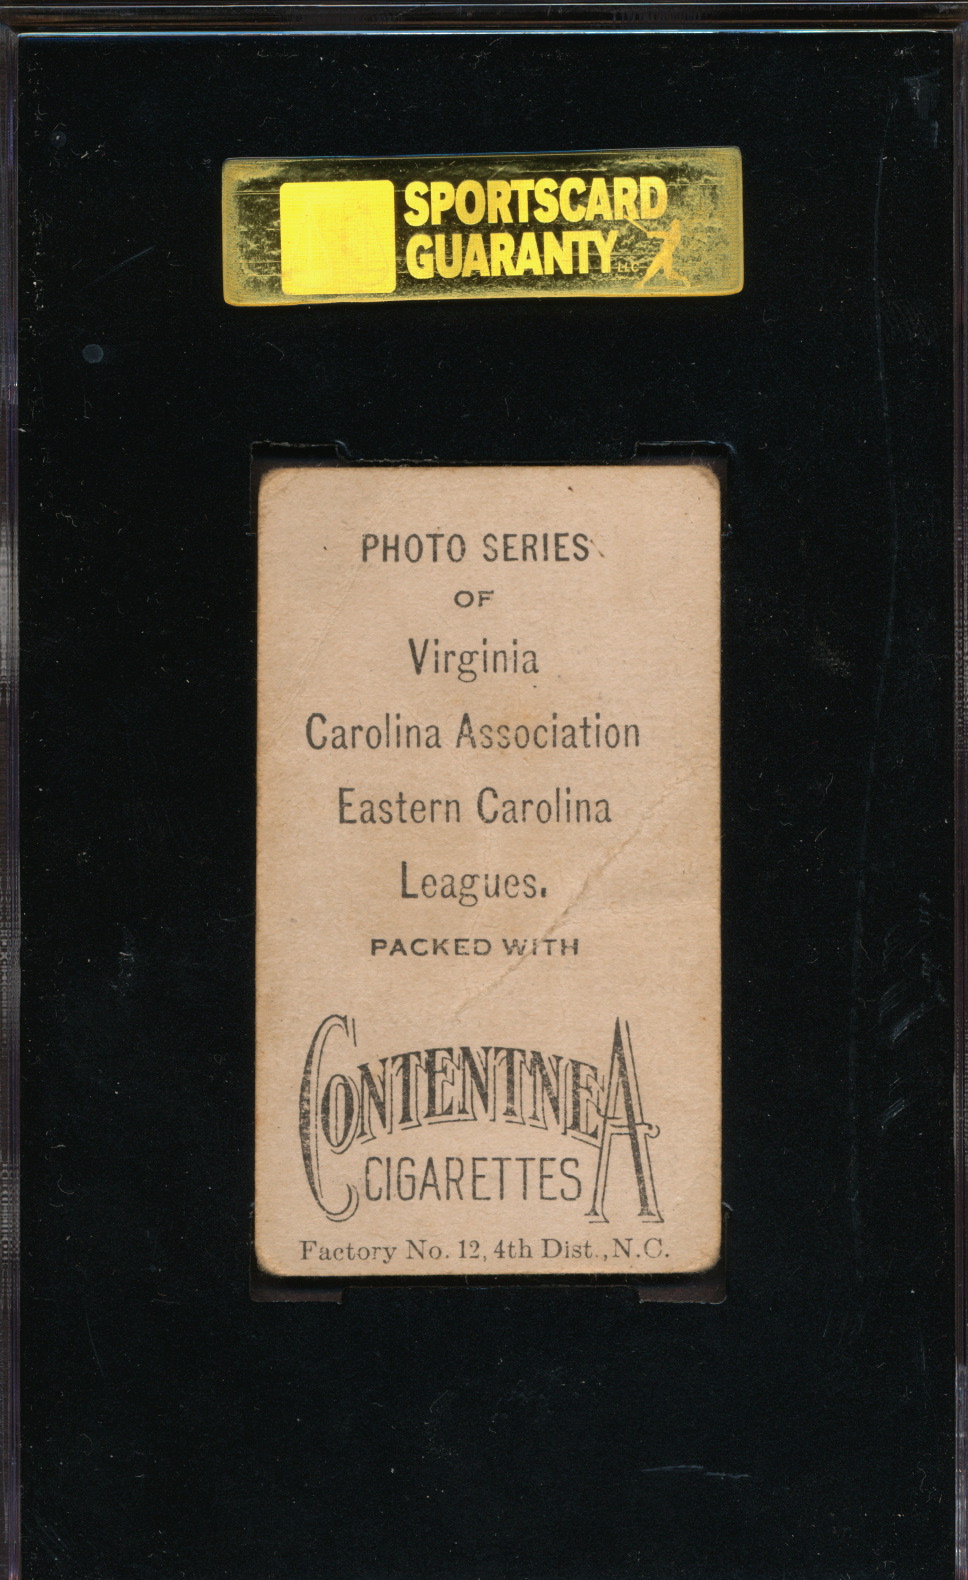 SPORTSCARD
GUARANTY LLC
PHOTO SERIES
OF
Virginia
Carolina Association
Eastern Carolina
Leagues.
PACKED WITH
CONTENTNEA
CIGARETTES
Factory No. 12, 4th Dist., N.C.